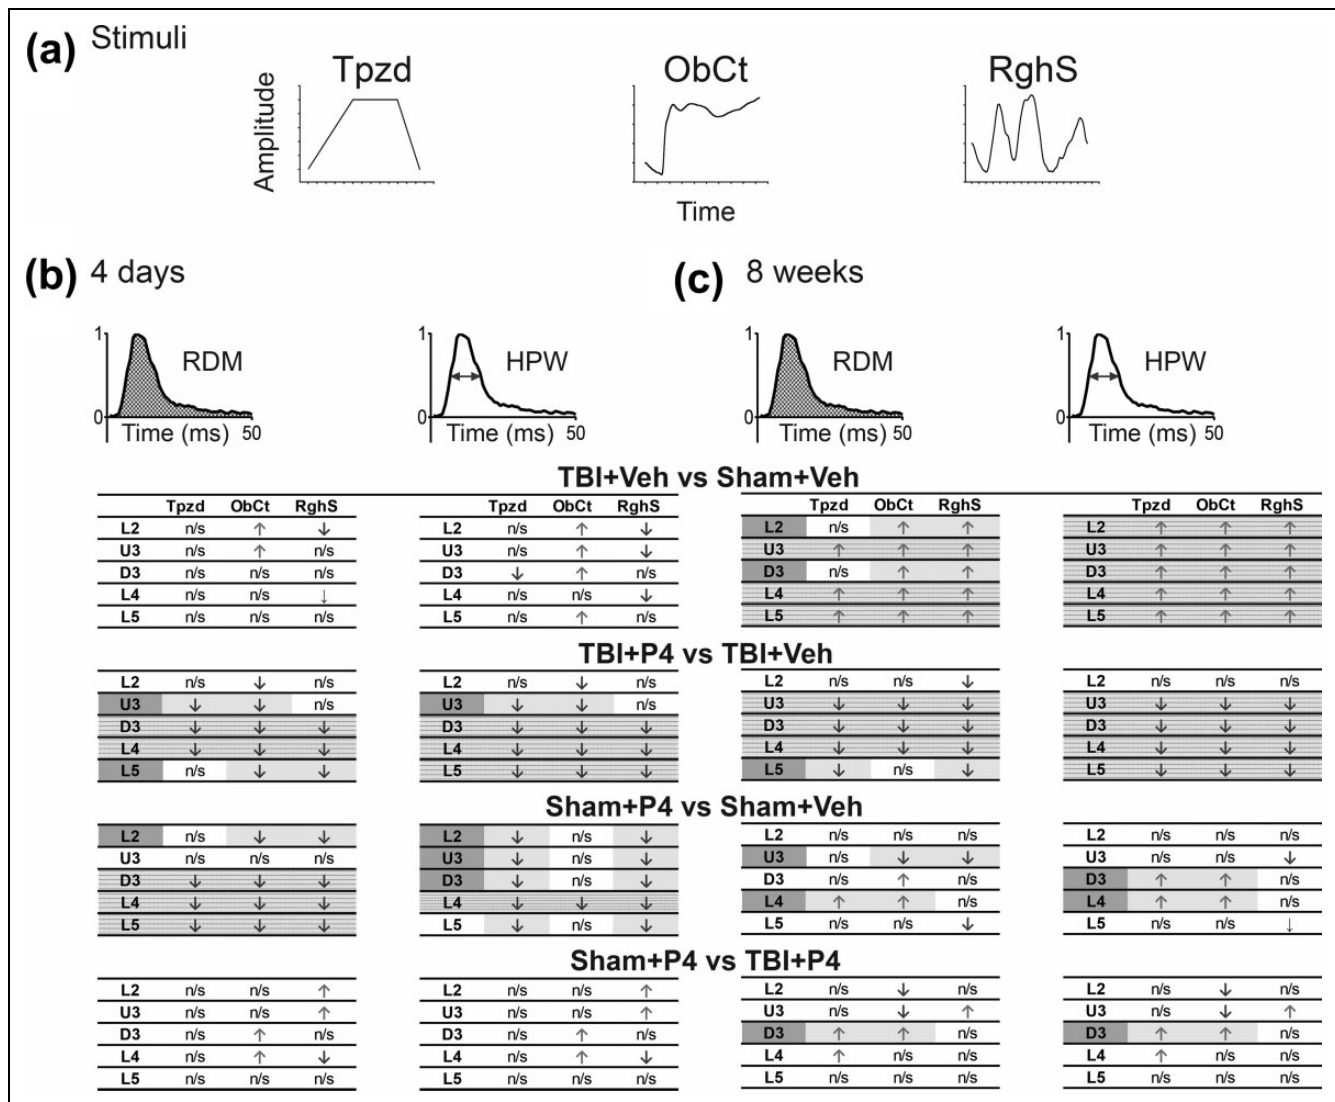 (a) Stimuli
Tpzd ObCt RghS
Amplitude
Time
(b) 4 days (c) 8 weeks
1 RDM 1 HPW 1 RDM 1 HPW
0 Time (ms) 50 0 Time (ms) 50 0 Time (ms) 50 0 Time (ms) 50
TBI+Veh vs Sham+Veh
Tpzd ObCt RghS Tpzd ObCt RghS Tpzd ObCt RghS Tpzd ObCt RghS
L2 n/s ↑ ↓ L2 n/s ↑ ↓ L2 n/s ↑ ↑ L2 ↑ ↑ ↑
U3 n/s ↑ n/s U3 n/s ↑ ↓ U3 ↑ ↑ ↑ U3 ↑ ↑ ↑
D3 n/s n/s n/s D3 ↓ ↑ n/s D3 n/s ↑ ↑ D3 ↑ ↑ ↑
L4 n/s n/s ↓ L4 n/s n/s ↓ L4 ↑ ↑ ↑ L4 ↑ ↑ ↑
L5 n/s n/s n/s L5 n/s ↑ n/s L5 ↑ ↑ ↑ L5 ↑ ↑ ↑
TBI+P4 vs TBI+Veh
L2 n/s ↓ n/s L2 n/s ↓ n/s L2 n/s n/s ↓ L2 n/s n/s n/s
U3 ↓ ↓ n/s U3 ↓ ↓ n/s U3 ↓ ↓ ↓ U3 ↓ ↓ ↓
D3 ↓ ↓ ↓ D3 ↓ ↓ ↓ D3 ↓ ↓ ↓ D3 ↓ ↓ ↓
L4 ↓ ↓ ↓ L4 ↓ ↓ ↓ L4 ↓ ↓ ↓ L4 ↓ ↓ ↓
L5 n/s ↓ ↓ L5 ↓ ↓ ↓ L5 ↓ n/s ↓ L5 ↓ ↓ ↓
Sham+P4 vs Sham+Veh
L2 n/s ↓ ↓ L2 ↓ n/s ↓ L2 n/s n/s n/s L2 n/s n/s n/s
U3 n/s n/s n/s U3 ↓ n/s ↓ U3 n/s ↓ ↓ U3 n/s n/s ↓
D3 ↓ ↓ ↓ D3 ↓ n/s ↓ D3 n/s ↑ n/s D3 ↑ ↑ n/s
L4 ↓ ↓ ↓ L4 ↓ ↓ ↓ L4 ↑ ↑ n/s L4 ↑ ↑ n/s
L5 ↓ ↓ ↓ L5 ↓ n/s ↓ L5 n/s n/s ↓ L5 n/s n/s ↓
Sham+P4 vs TBI+P4
L2 n/s n/s ↑ L2 n/s n/s ↑ L2 n/s ↓ n/s L2 n/s ↓ n/s
U3 n/s n/s ↑ U3 n/s n/s ↑ U3 n/s ↓ ↑ U3 n/s ↓ ↑
D3 n/s ↑ n/s D3 n/s ↑ n/s D3 ↑ ↑ n/s D3 ↑ ↑ n/s
L4 n/s ↑ ↓ L4 n/s ↑ ↓ L4 ↑ n/s n/s L4 ↑ n/s n/s
L5 n/s n/s n/s L5 n/s n/s n/s L5 n/s n/s n/s L5 n/s n/s n/s